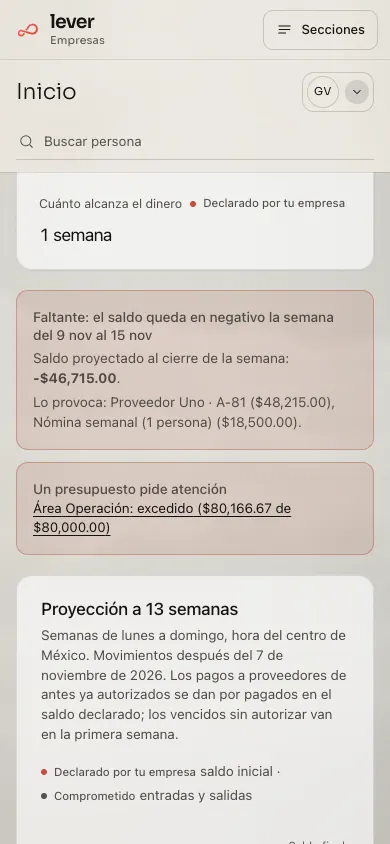 lever
Empresas
Secciones
Inicio
GV
Buscar persona
Cuánto alcanza el dinero • Declarado por tu empresa
1 semana
Faltante: el saldo queda en negativo la semana
del 9 nov al 15 nov
Saldo proyectado al cierre de la semana:
-$46,715.00.
Lo provoca: Proveedor Uno · A-81 ($48,215.00),
Nómina semanal (1 persona) ($18,500.00).
Un presupuesto pide atención
Área Operación: excedido ($80,166.67 de
$80,000.00)
Proyección a 13 semanas
Semanas de lunes a domingo, hora del centro de
México. Movimientos después del 7 de
noviembre de 2026. Los pagos a proveedores de
antes ya autorizados se dan por pagados en el
saldo declarado; los vencidos sin autorizar van
en la primera semana.
• Declarado por tu empresa saldo inicial ·
• Comprometido entradas y salidas